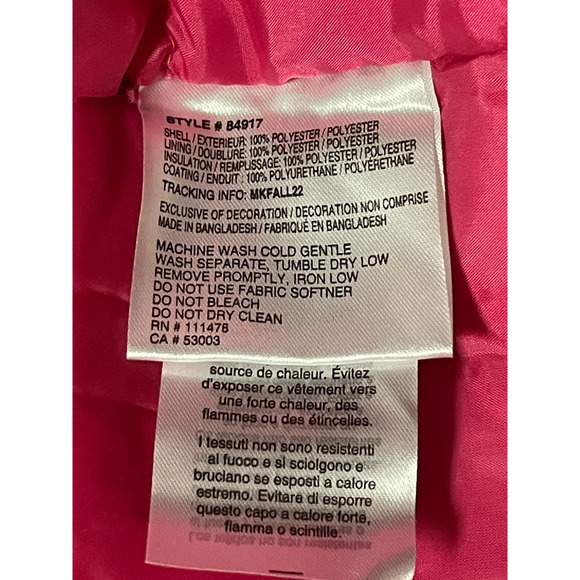 STYLE # 84917
SHELL / EXTERIEUR: 100% POLYESTER / POLYESTER
LINING / DOUBLURE: 100% POLYESTER / POLYESTER
INSULATION / REMPLISSAGE: 100% POLYESTER / POLYESTER
COATING / ENDUIT : 100% POLYURETHANE / POLYERETHANE
TRACKING INFO: MKFALL22
EXCLUSIVE OF DECORATION / DECORATION NON COMPRISE
MADE IN BANGLADESH / FABRIQUÉ EN BANGLADESH
MACHINE WASH COLD GENTLE
WASH SEPARATE, TUMBLE DRY LOW
REMOVE PROMPTLY, IRON LOW
DO NOT USE FABRIC SOFTNER
DO NOT BLEACH
DO NOT DRY CLEAN
RN # 111478
CA # 53003
source de chaleur. Évitez
d'exposer ce vêtement vers
une forte chaleur, des
flammes ou des étincelles.
I tessuti non sono resistenti
al fuoco e si sciolgono e
bruciano se esposti a calore
estremo. Evitare di esporre
questo capo a calore forte,
fiamma o scintille.